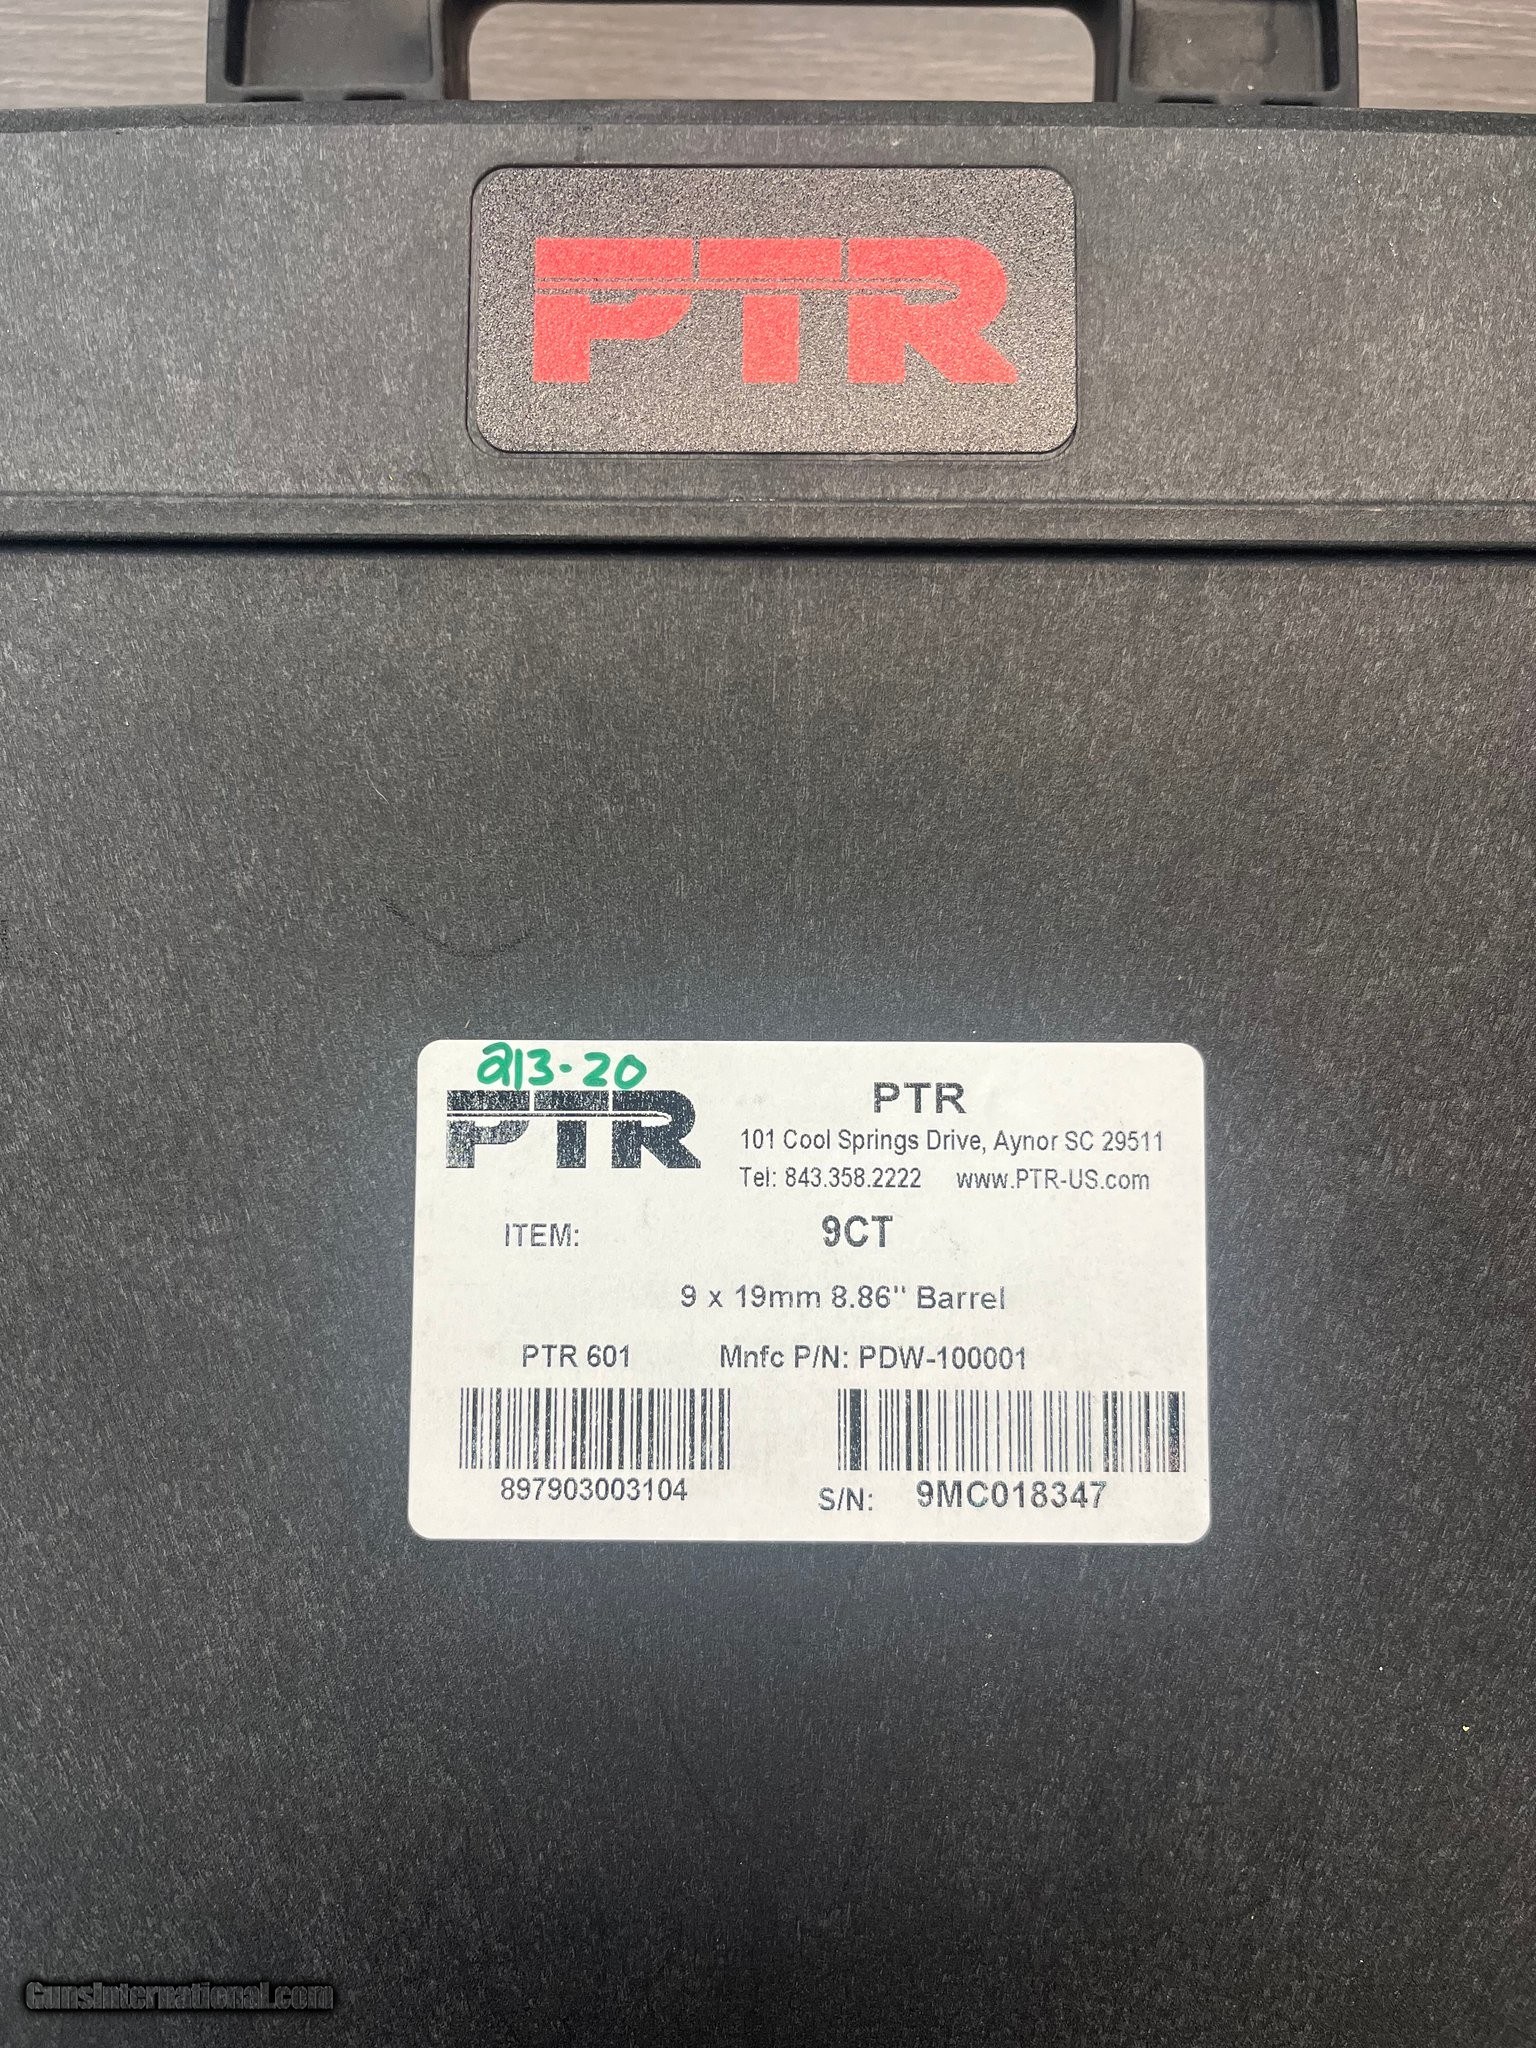 PTR
213-20
PTR
PTR
101 Cool Springs Drive, Aynor SC 29511
Tel: 843.358.2222 www.PTR-US.com
ITEM: 9CT
9 x 19mm 8.86" Barrel
PTR 601 Mnfc P/N: PDW-100001
897903003104
S/N: 9MC018347
GunsInternational.com